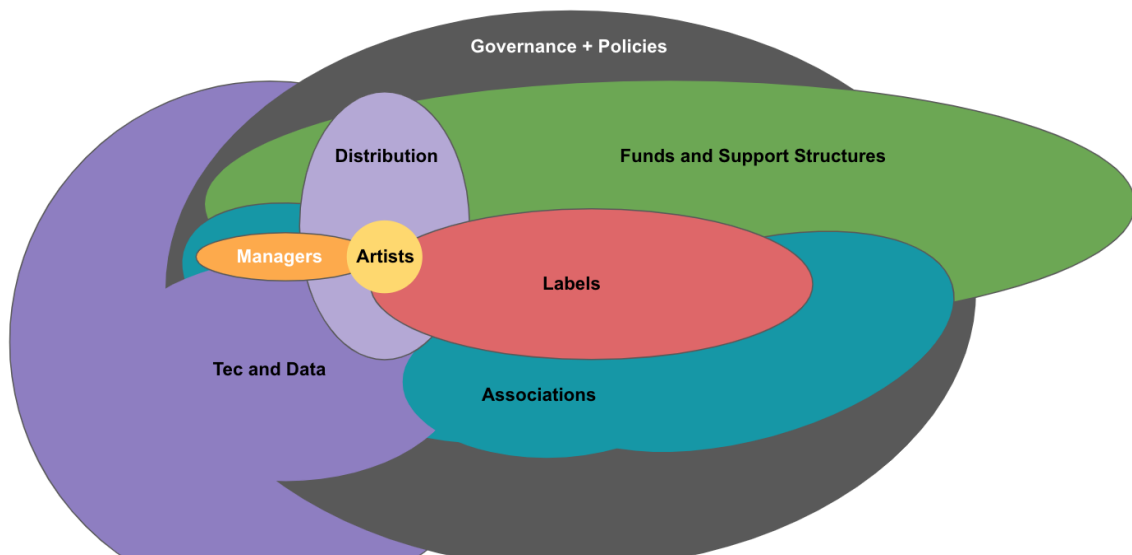 Governance + Policies
Distribution
Funds and Support Structures
Managers
Artists
Labels
Tec and Data
Associations